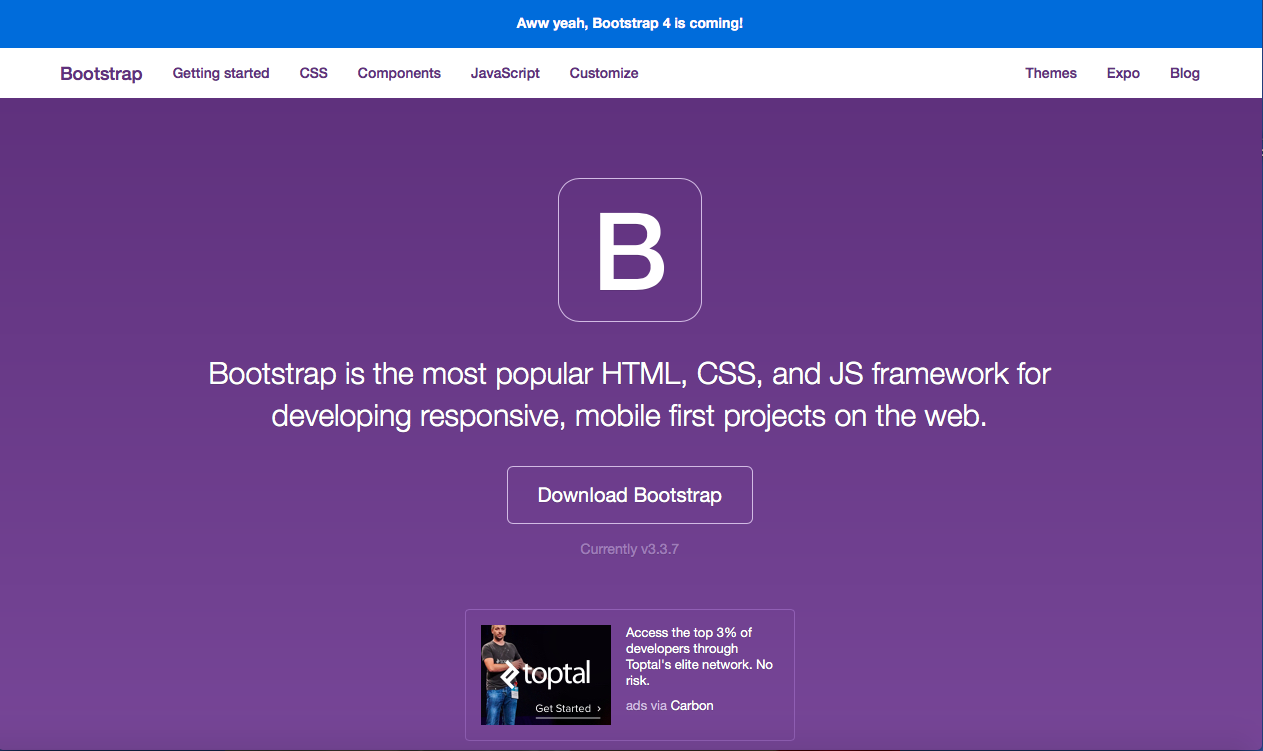 Aww yeah, Bootstrap 4 is coming!
Bootstrap Getting started CSS Components JavaScript Customize Themes Expo Blog
B
Bootstrap is the most popular HTML, CSS, and JS framework for
developing responsive, mobile first projects on the web.
Download Bootstrap
Currently v3.3.7
toptal
Get Started ›
Access the top 3% of
developers through
Toptal's elite network. No
risk.
ads via Carbon